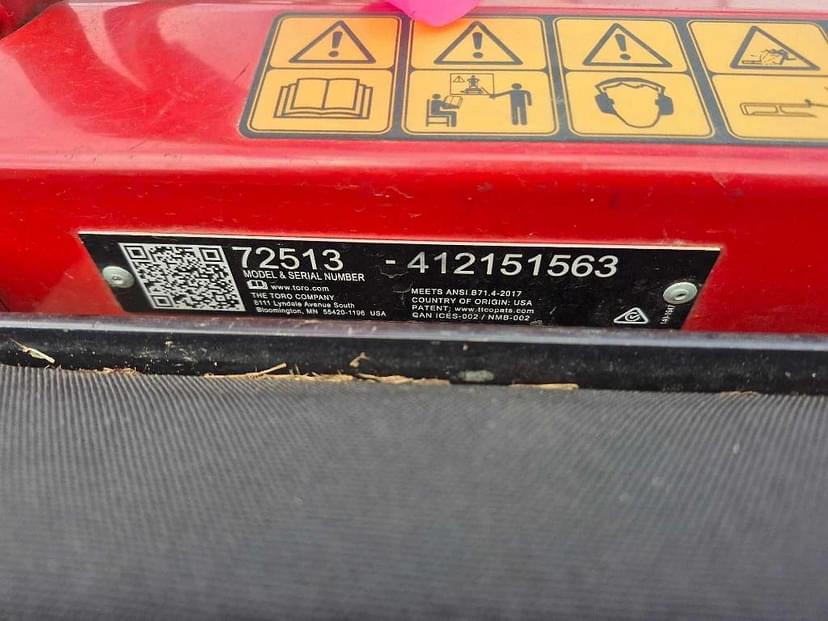 72513 - 412151563
MODEL & SERIAL NUMBER
www.toro.com
THE TORO COMPANY
8111 Lyndale Avenue South
Bloomington, MN 55420-1196 USA
MEETS ANSI B71.4-2017
COUNTRY OF ORIGIN: USA
PATENT: www.ttcopats.com
CAN ICES-002 / NMB-002